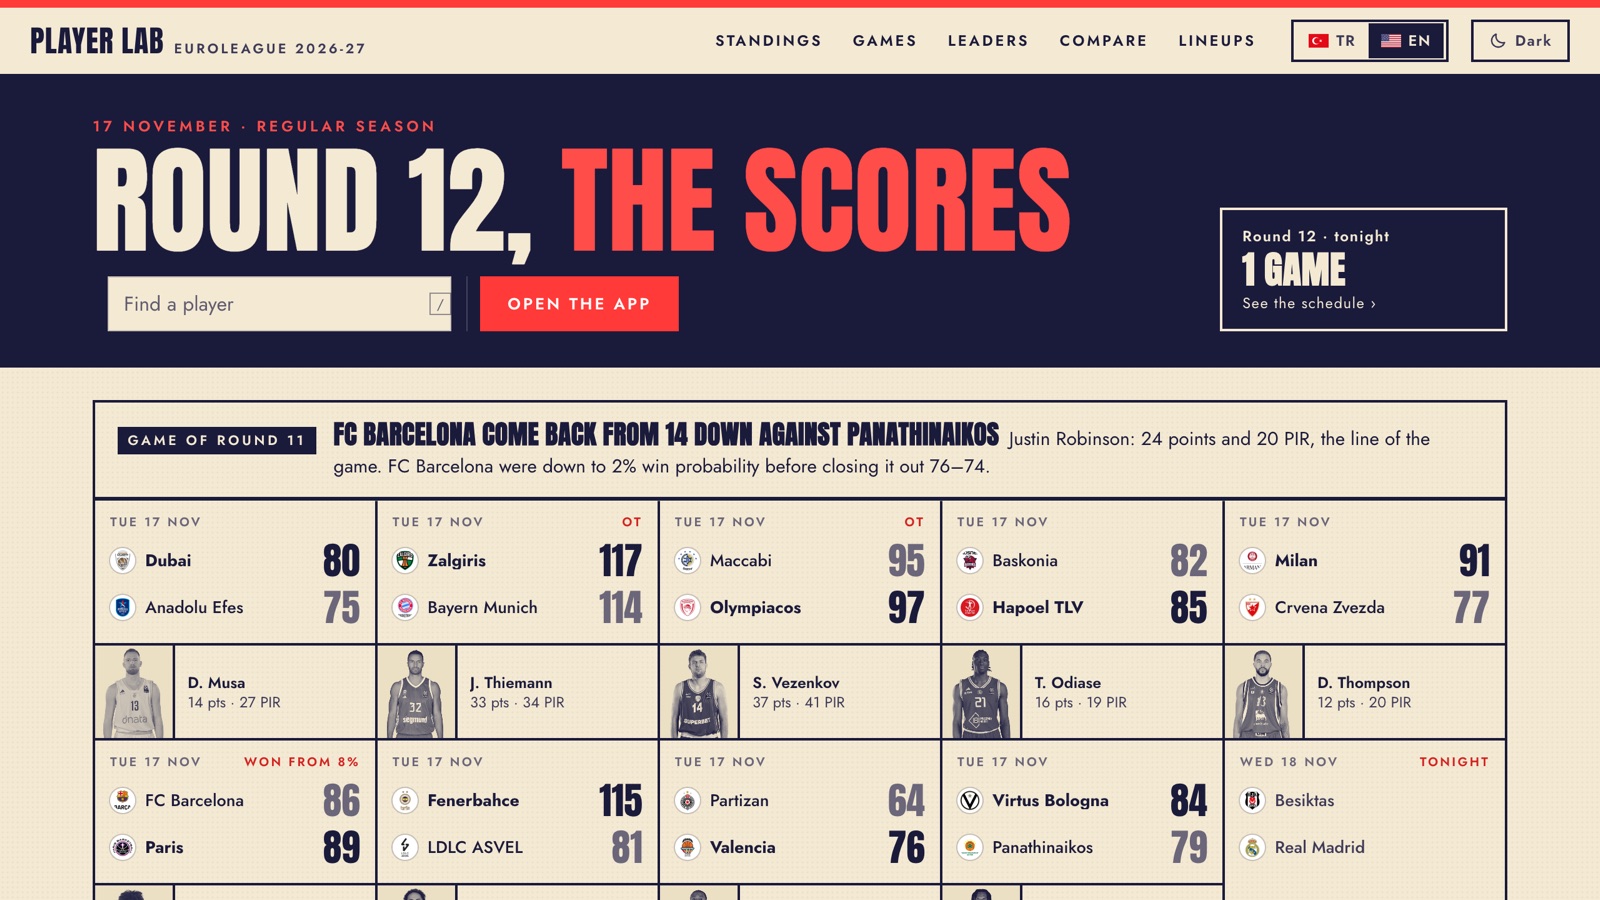 PLAYER LAB EUROLEAGUE 2026-27
STANDINGS GAMES LEADERS COMPARE LINEUPS TR EN Dark
17 NOVEMBER · REGULAR SEASON
ROUND 12, THE SCORES
Find a player /
OPEN THE APP
Round 12 · tonight
1 GAME
See the schedule ›
GAME OF ROUND 11
FC BARCELONA COME BACK FROM 14 DOWN AGAINST PANATHINAIKOS Justin Robinson: 24 points and 20 PIR, the line of the
game. FC Barcelona were down to 2% win probability before closing it out 76–74.
TUE 17 NOV
Dubai 80
Anadolu Efes 75
D. Musa
14 pts · 27 PIR
TUE 17 NOV OT
Zalgiris 117
Bayern Munich 114
J. Thiemann
33 pts · 34 PIR
TUE 17 NOV OT
Maccabi 95
Olympiacos 97
S. Vezenkov
37 pts · 41 PIR
TUE 17 NOV
Baskonia 82
Hapoel TLV 85
T. Odiase
16 pts · 19 PIR
TUE 17 NOV
Milan 91
Crvena Zvezda 77
D. Thompson
12 pts · 20 PIR
TUE 17 NOV WON FROM 8%
FC Barcelona 86
Paris 89
TUE 17 NOV
Fenerbahce 115
LDLC ASVEL 81
TUE 17 NOV
Partizan 64
Valencia 76
TUE 17 NOV
Virtus Bologna 84
Panathinaikos 79
WED 18 NOV TONIGHT
Besiktas
Real Madrid